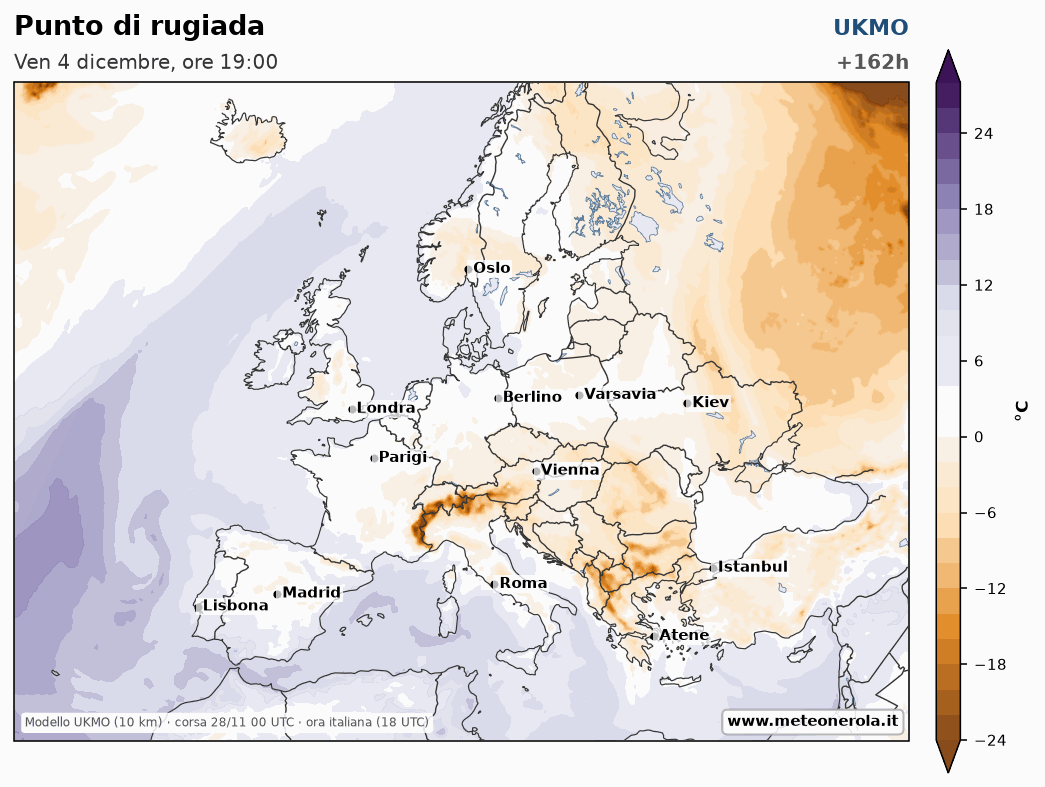 Punto di rugiada
UKMO
Ven 4 dicembre, ore 19:00
+162h
Oslo
Berlino
Varsavia
Kiev
Londra
Parigi
Vienna
Istanbul
Roma
Madrid
Lisbona
Atene
24
18
12
6
0
−6
−12
−18
−24
°C
Modello UKMO (10 km) · corsa 28/11 00 UTC · ora italiana (18 UTC)
www.meteonerola.it